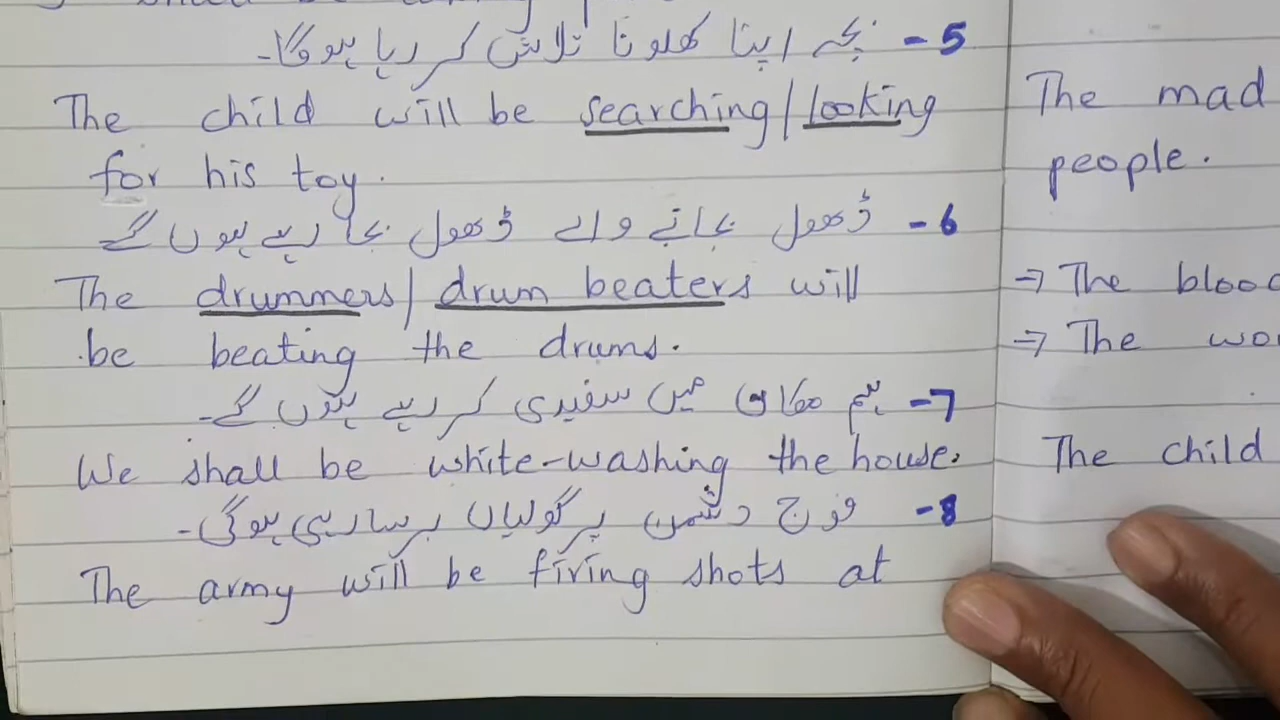 5- بچہ اپنا کھلونا تلاش کر رہا ہوگا۔
The child will be searching/looking
for his toy.
6- ڈھول بجانے والے ڈھول بجا رہے ہوں گے
The drummers/drum beaters will
be beating the drums.
7- ہم مکان میں سفیدی کر رہے ہوں گے۔
We shall be white-washing the house.
8- فوج دشمن پر گولیاں برسا رہی ہوگی۔
The army will be firing shots at
The mad
people.
⇒ The
⇒ The
The child